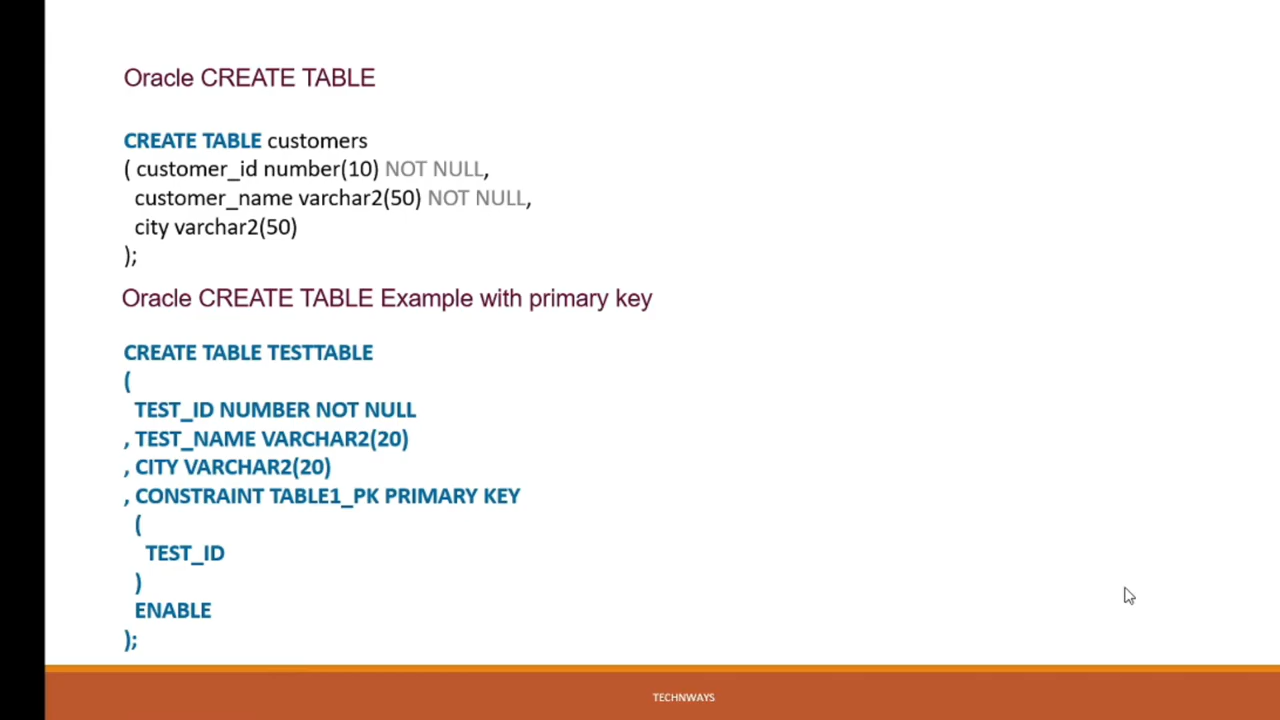 Oracle CREATE TABLE
CREATE TABLE customers
( customer_id number(10) NOT NULL,
customer_name varchar2(50) NOT NULL,
city varchar2(50)
);
Oracle CREATE TABLE Example with primary key
CREATE TABLE TESTTABLE
(
TEST_ID NUMBER NOT NULL
, TEST_NAME VARCHAR2(20)
, CITY VARCHAR2(20)
, CONSTRAINT TABLE1_PK PRIMARY KEY
(
TEST_ID
)
ENABLE
);
TECHNWAYS